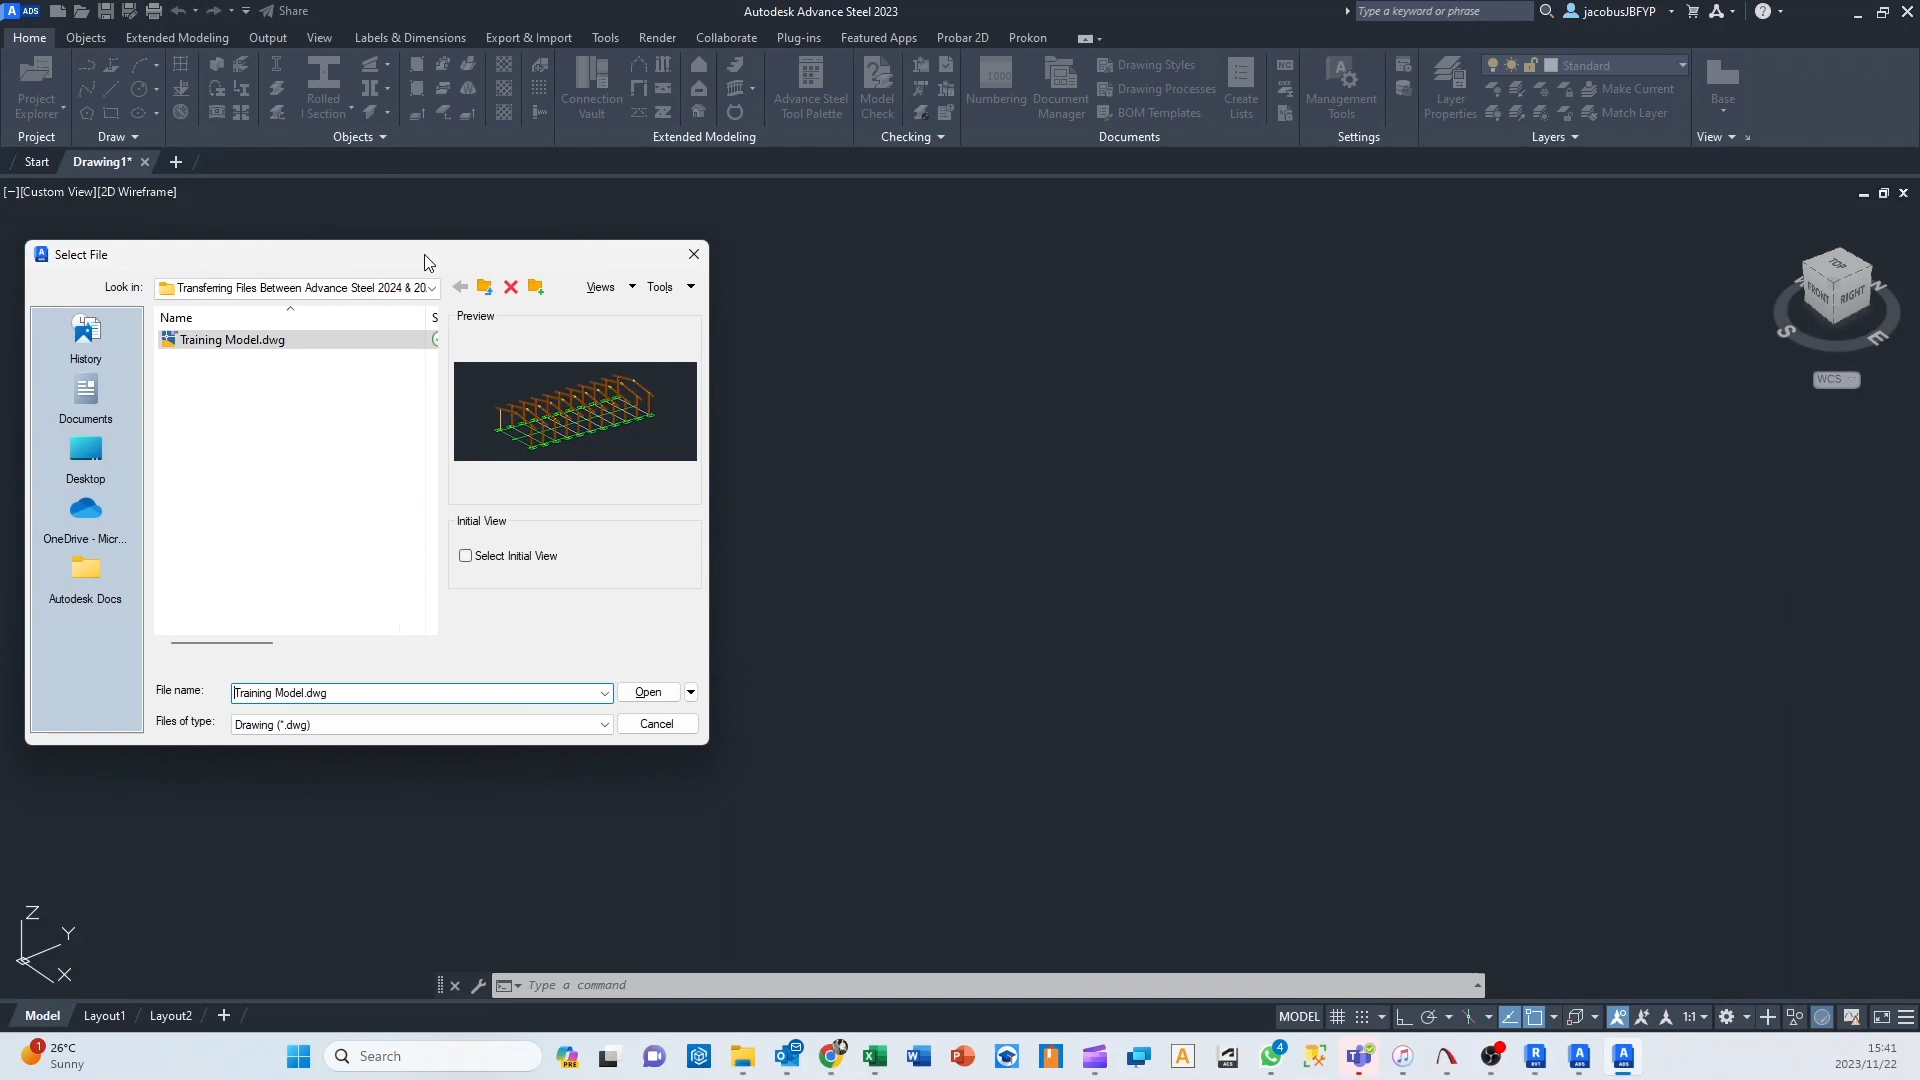 A ADS
Share
Autodesk Advance Steel 2023
Type a keyword or phrase
jacobusJBFYP
Home Objects Extended Modeling Output View Labels & Dimensions Export & Import Tools Render Collaborate Plug-ins Featured Apps Probar 2D Prokon
Project Explorer
Rolled I Section
Connection Vault
Advance Steel Tool Palette
Model Check
1000
Numbering
Document Manager
Drawing Styles
Drawing Processes
BOM Templates
Create Lists
NC
DXF
Management Tools
Layer Properties
Standard
Make Current
Match Layer
Base
Project Draw Objects Extended Modeling Checking Documents Settings Layers View
Start Drawing1*
[−][Custom View][2D Wireframe]
TOP
FRONT RIGHT
N
S E
WCS
Select File
Look in: Transferring Files Between Advance Steel 2024 & 20
Views Tools
Name S
Training Model.dwg
Preview
History
Documents
Desktop
OneDrive - Micr...
Autodesk Docs
Initial View
Select Initial View
File name: Training Model.dwg Open
Files of type: Drawing (*.dwg) Cancel
Z
Y
X
Type a command
Model Layout1 Layout2
MODEL 1:1
1
26°C
Sunny
Search
PRE
4
15:41
2023/11/22